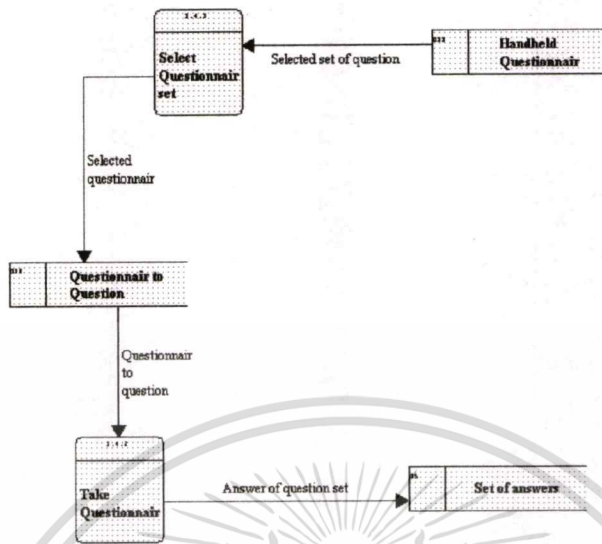 Select
Questionnair
set
Selected set of question
Handheld
Questionnair
Selected
questionnair
Questionnair to
Question
Questionnair
to
question
Take
Questionnair
Answer of question set
Set of answers